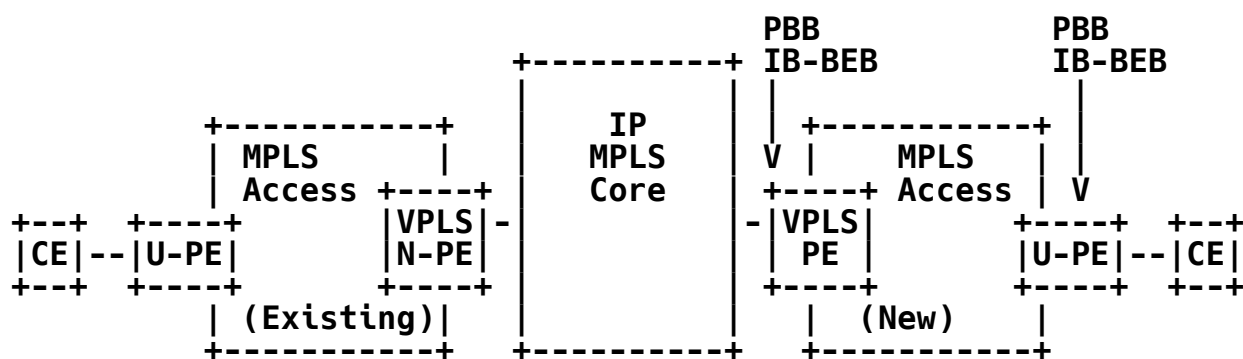 PBB PBB
IB-BEB IB-BEB
IP
MPLS MPLS MPLS
Access Core Access
VPLS VPLS
CE U-PE N-PE PE U-PE CE
(Existing) (New)